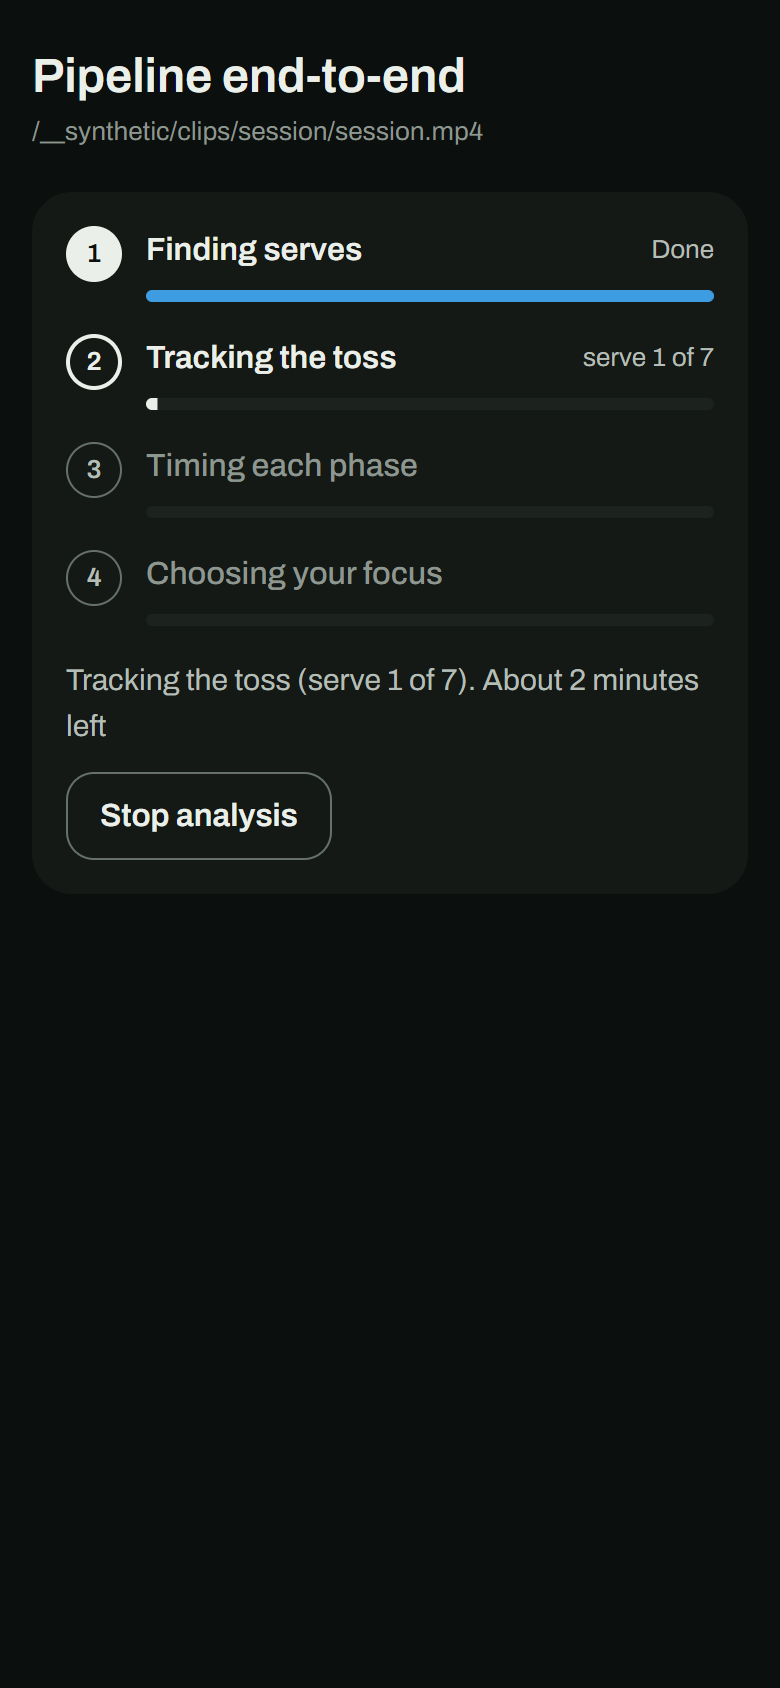 Pipeline end-to-end
/__synthetic/clips/session/session.mp4
1 Finding serves Done
2 Tracking the toss serve 1 of 7
3 Timing each phase
4 Choosing your focus
Tracking the toss (serve 1 of 7). About 2 minutes
left
Stop analysis